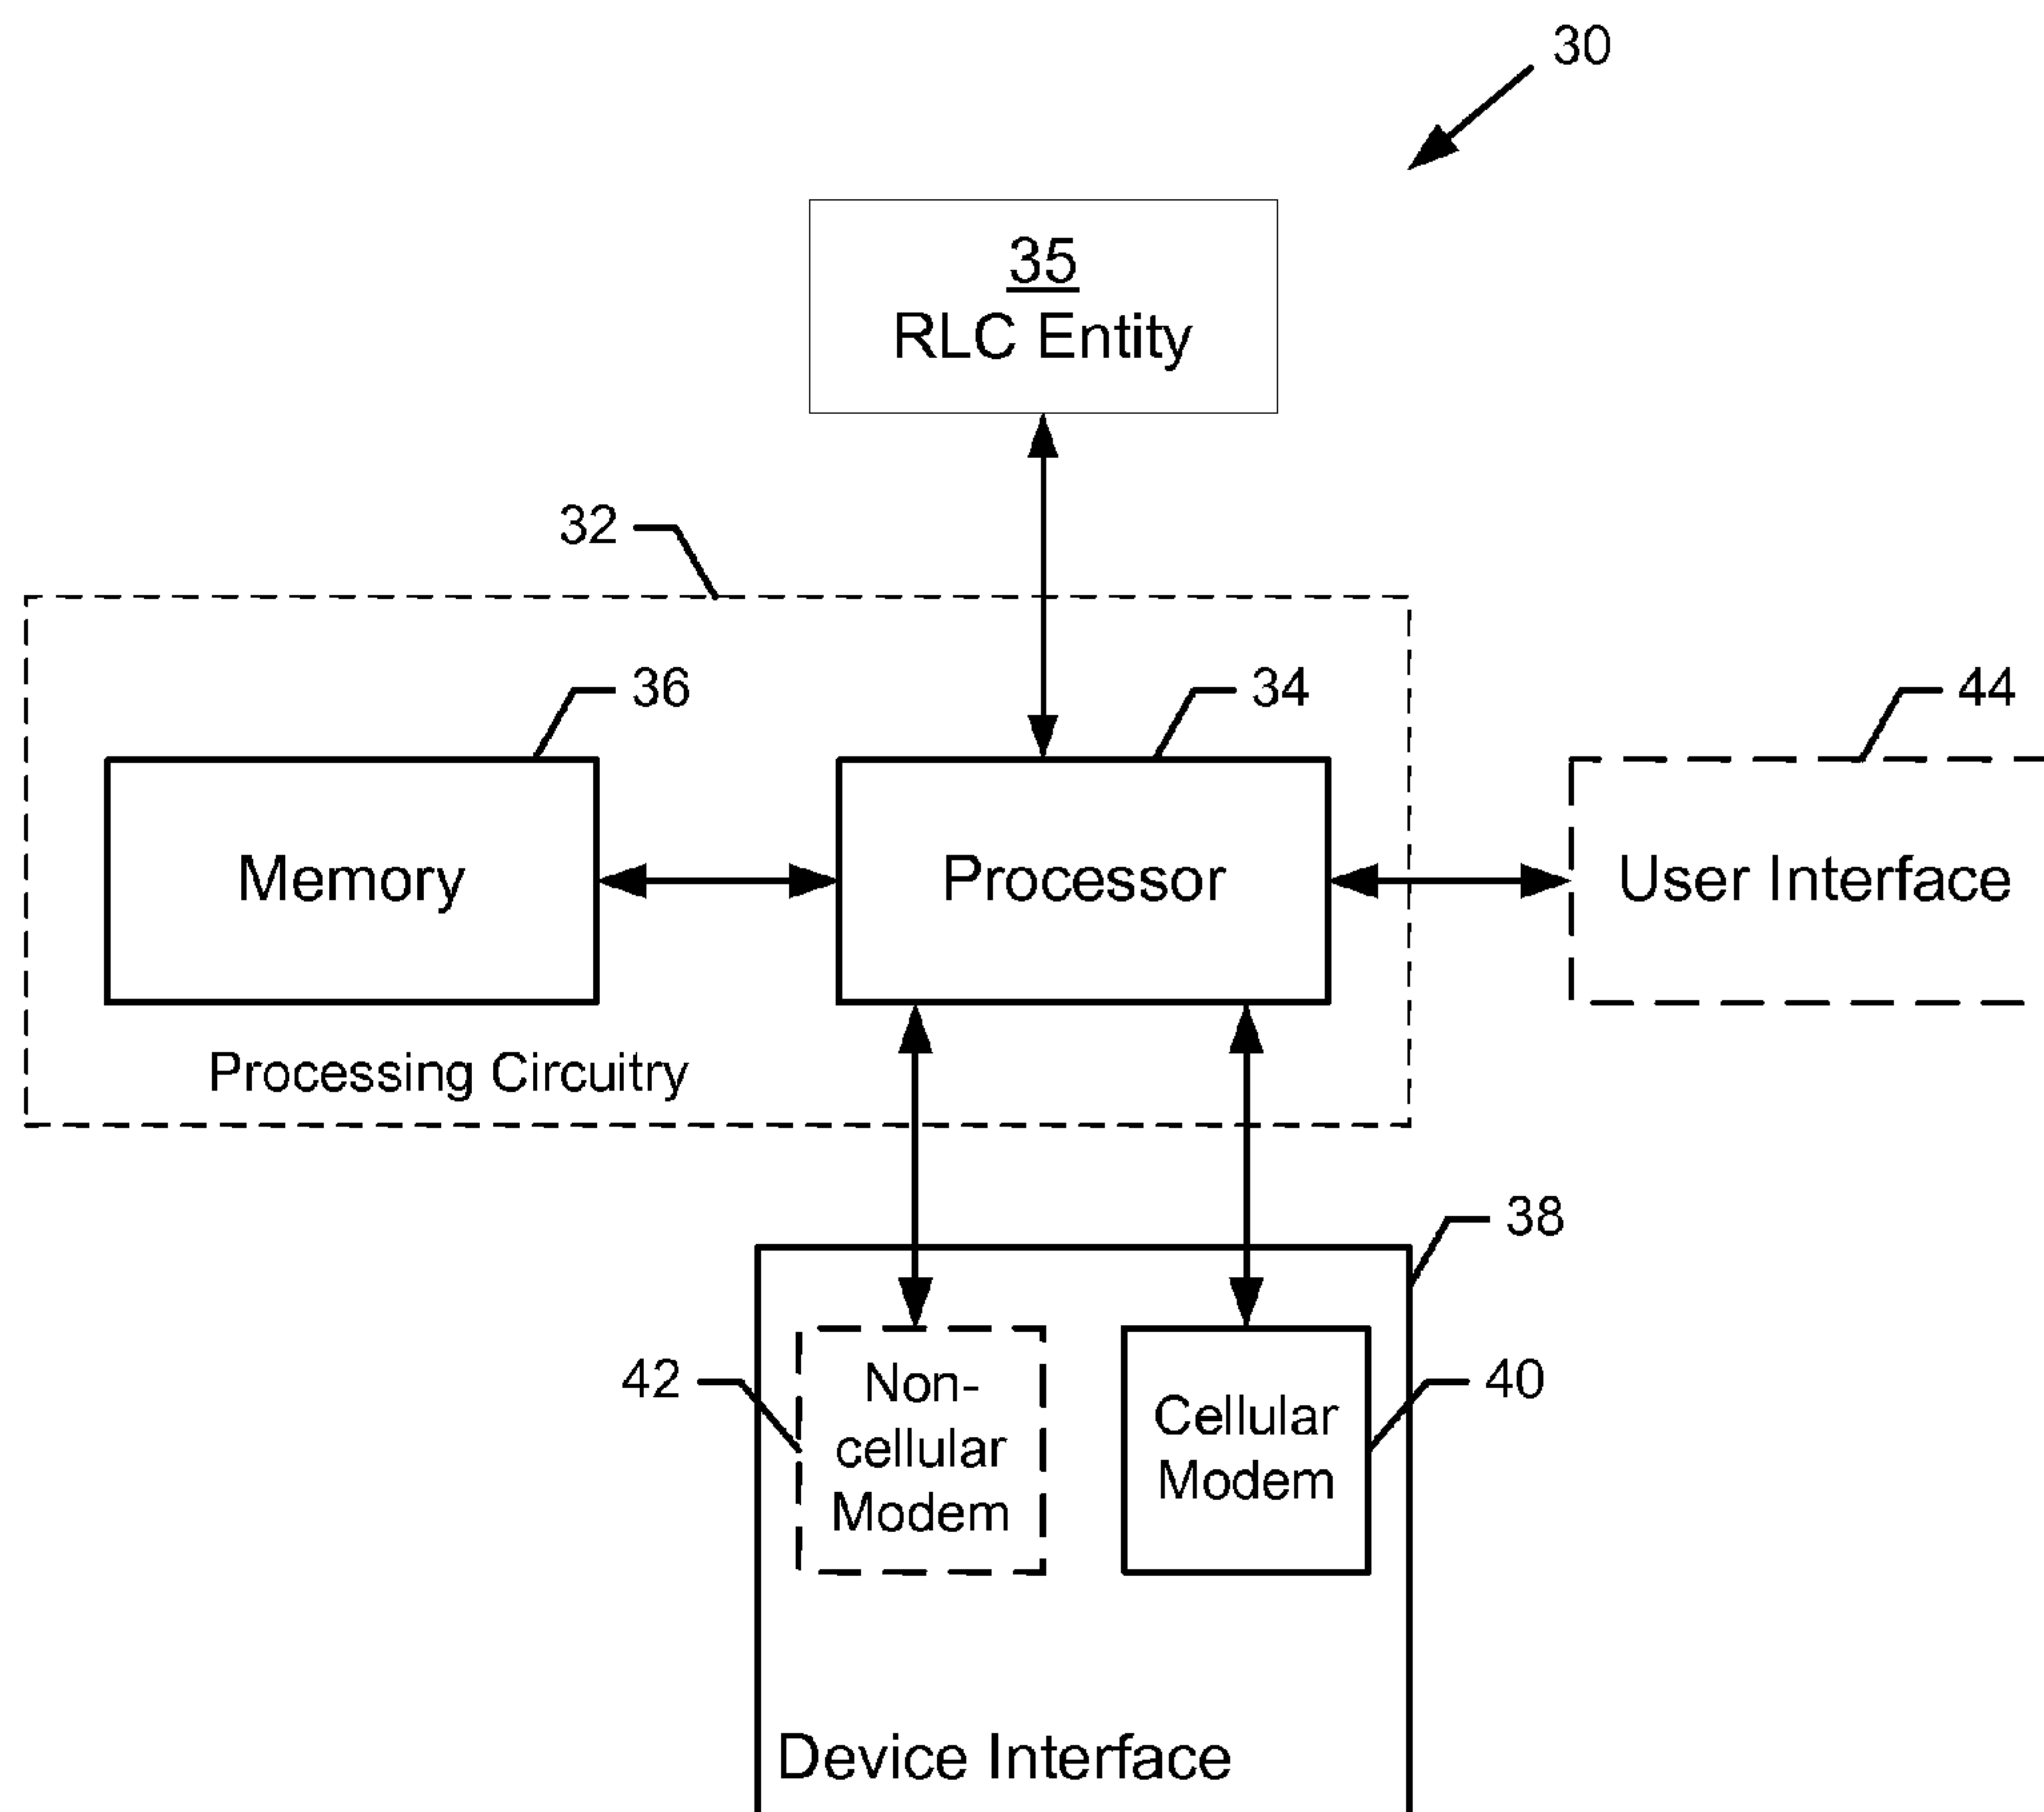 30
35
RLC Entity
32
36
34
44
Memory
Processor
User Interface
Processing Circuitry
38
42
Non-
cellular
Modem
Cellular
Modem
40
Device Interface